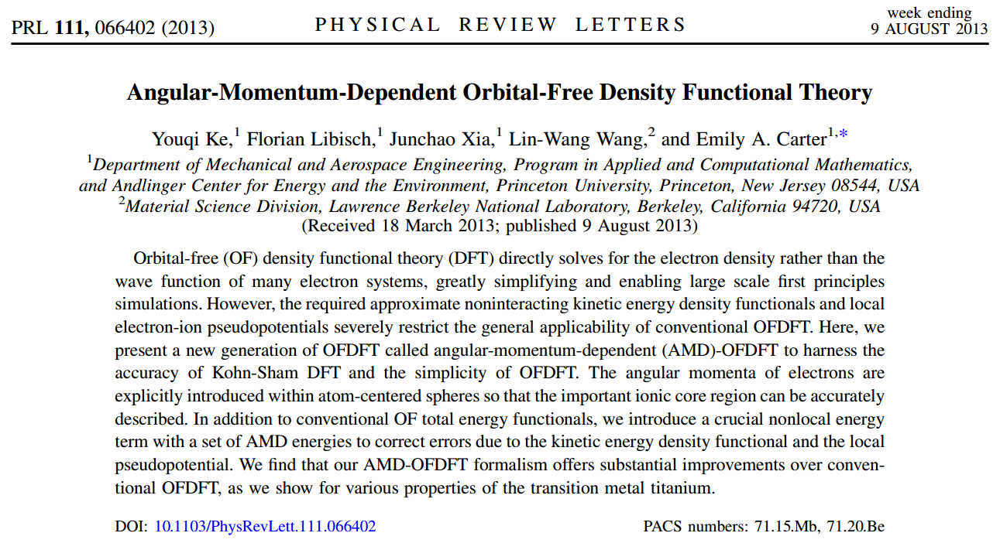 PRL 111, 066402 (2013)
PHYSICAL REVIEW LETTERS
week ending
9 AUGUST 2013
Angular-Momentum-Dependent Orbital-Free Density Functional Theory
Youqi Ke,1 Florian Libisch,1 Junchao Xia,1 Lin-Wang Wang,2 and Emily A. Carter1,*
1Department of Mechanical and Aerospace Engineering, Program in Applied and Computational Mathematics,
and Andlinger Center for Energy and the Environment, Princeton University, Princeton, New Jersey 08544, USA
2Material Science Division, Lawrence Berkeley National Laboratory, Berkeley, California 94720, USA
(Received 18 March 2013; published 9 August 2013)
Orbital-free (OF) density functional theory (DFT) directly solves for the electron density rather than the
wave function of many electron systems, greatly simplifying and enabling large scale first principles
simulations. However, the required approximate noninteracting kinetic energy density functionals and local
electron-ion pseudopotentials severely restrict the general applicability of conventional OFDFT. Here, we
present a new generation of OFDFT called angular-momentum-dependent (AMD)-OFDFT to harness the
accuracy of Kohn-Sham DFT and the simplicity of OFDFT. The angular momenta of electrons are
explicitly introduced within atom-centered spheres so that the important ionic core region can be accurately
described. In addition to conventional OF total energy functionals, we introduce a crucial nonlocal energy
term with a set of AMD energies to correct errors due to the kinetic energy density functional and the local
pseudopotential. We find that our AMD-OFDFT formalism offers substantial improvements over conven-
tional OFDFT, as we show for various properties of the transition metal titanium.
DOI: 10.1103/PhysRevLett.111.066402
PACS numbers: 71.15.Mb, 71.20.Be